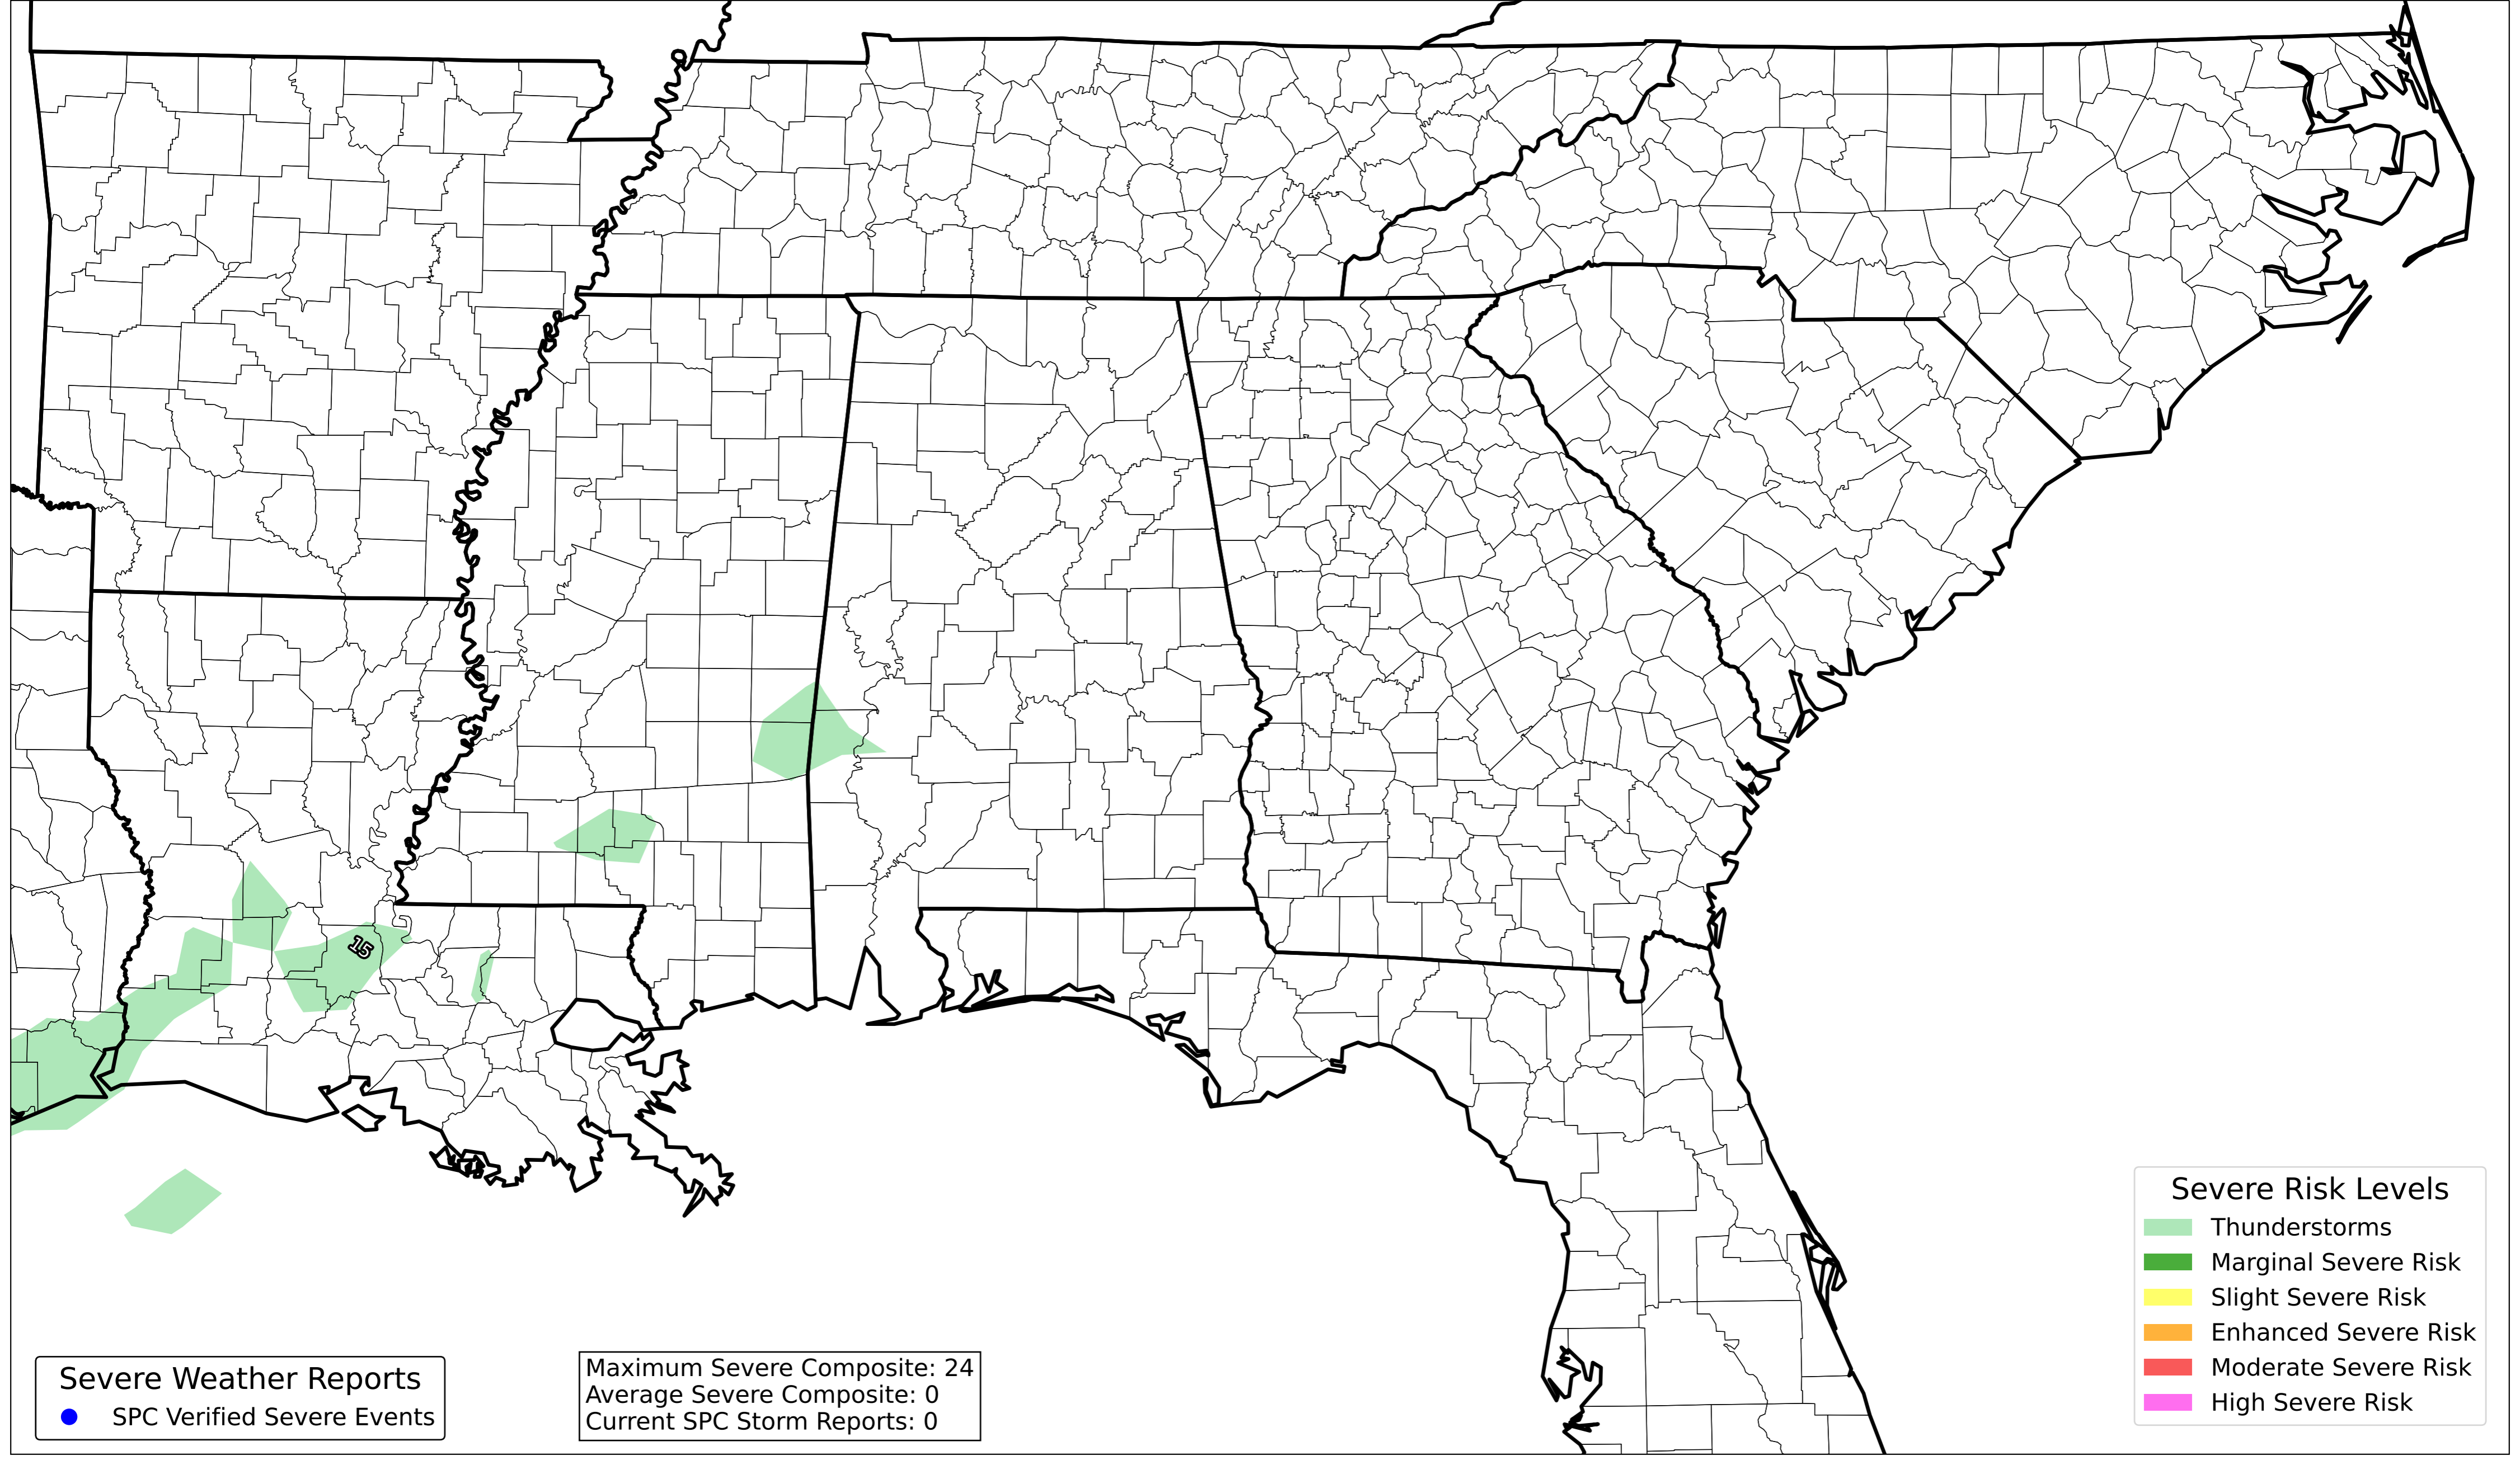 15
Severe Risk Levels
Thunderstorms
Marginal Severe Risk
Slight Severe Risk
Enhanced Severe Risk
Moderate Severe Risk
High Severe Risk
Severe Weather Reports
SPC Verified Severe Events
Maximum Severe Composite: 24
Average Severe Composite: 0
Current SPC Storm Reports: 0